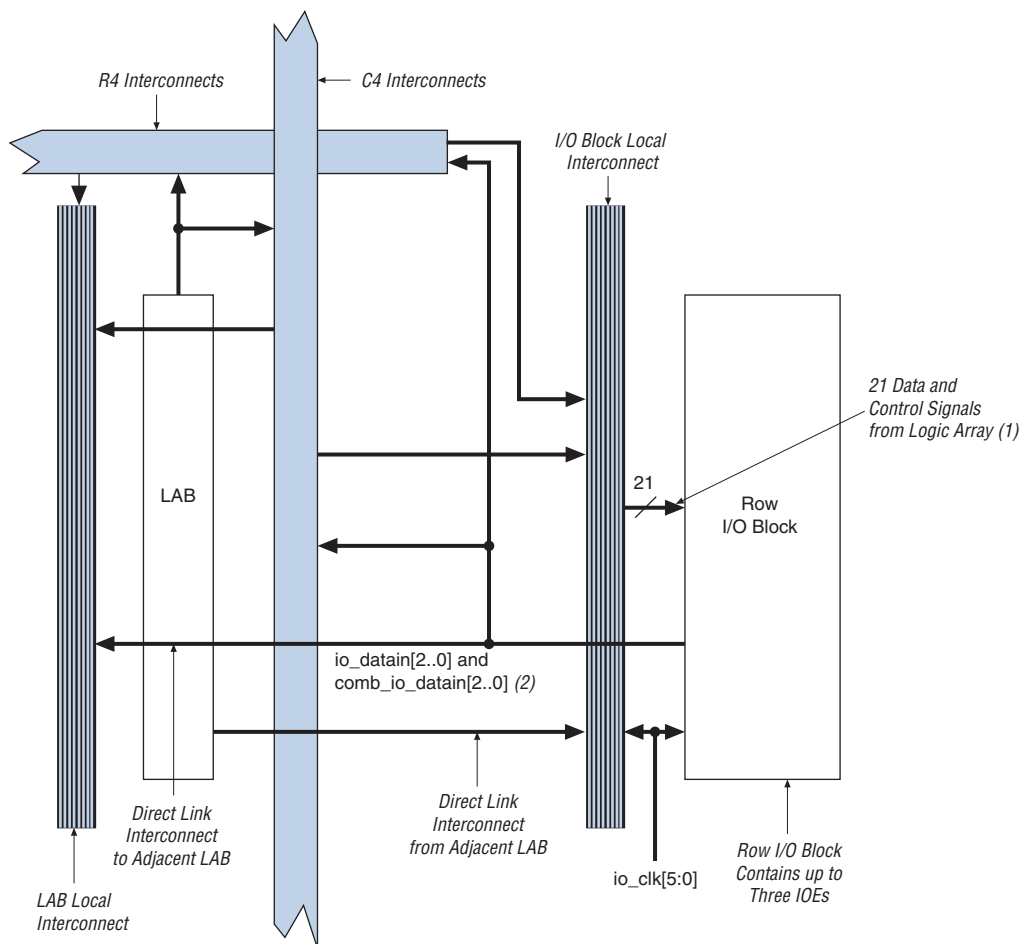 R4 Interconnects
C4 Interconnects
I/O Block Local
Interconnect
21 Data and
Control Signals
from Logic Array (1)
21
LAB
Row
I/O Block
io_datain[2..0] and
comb_io_datain[2..0] (2)
Direct Link
Interconnect
to Adjacent LAB
Direct Link
Interconnect
from Adjacent LAB
Row I/O Block
Contains up to
Three IOEs
io_clk[5:0]
LAB Local
Interconnect